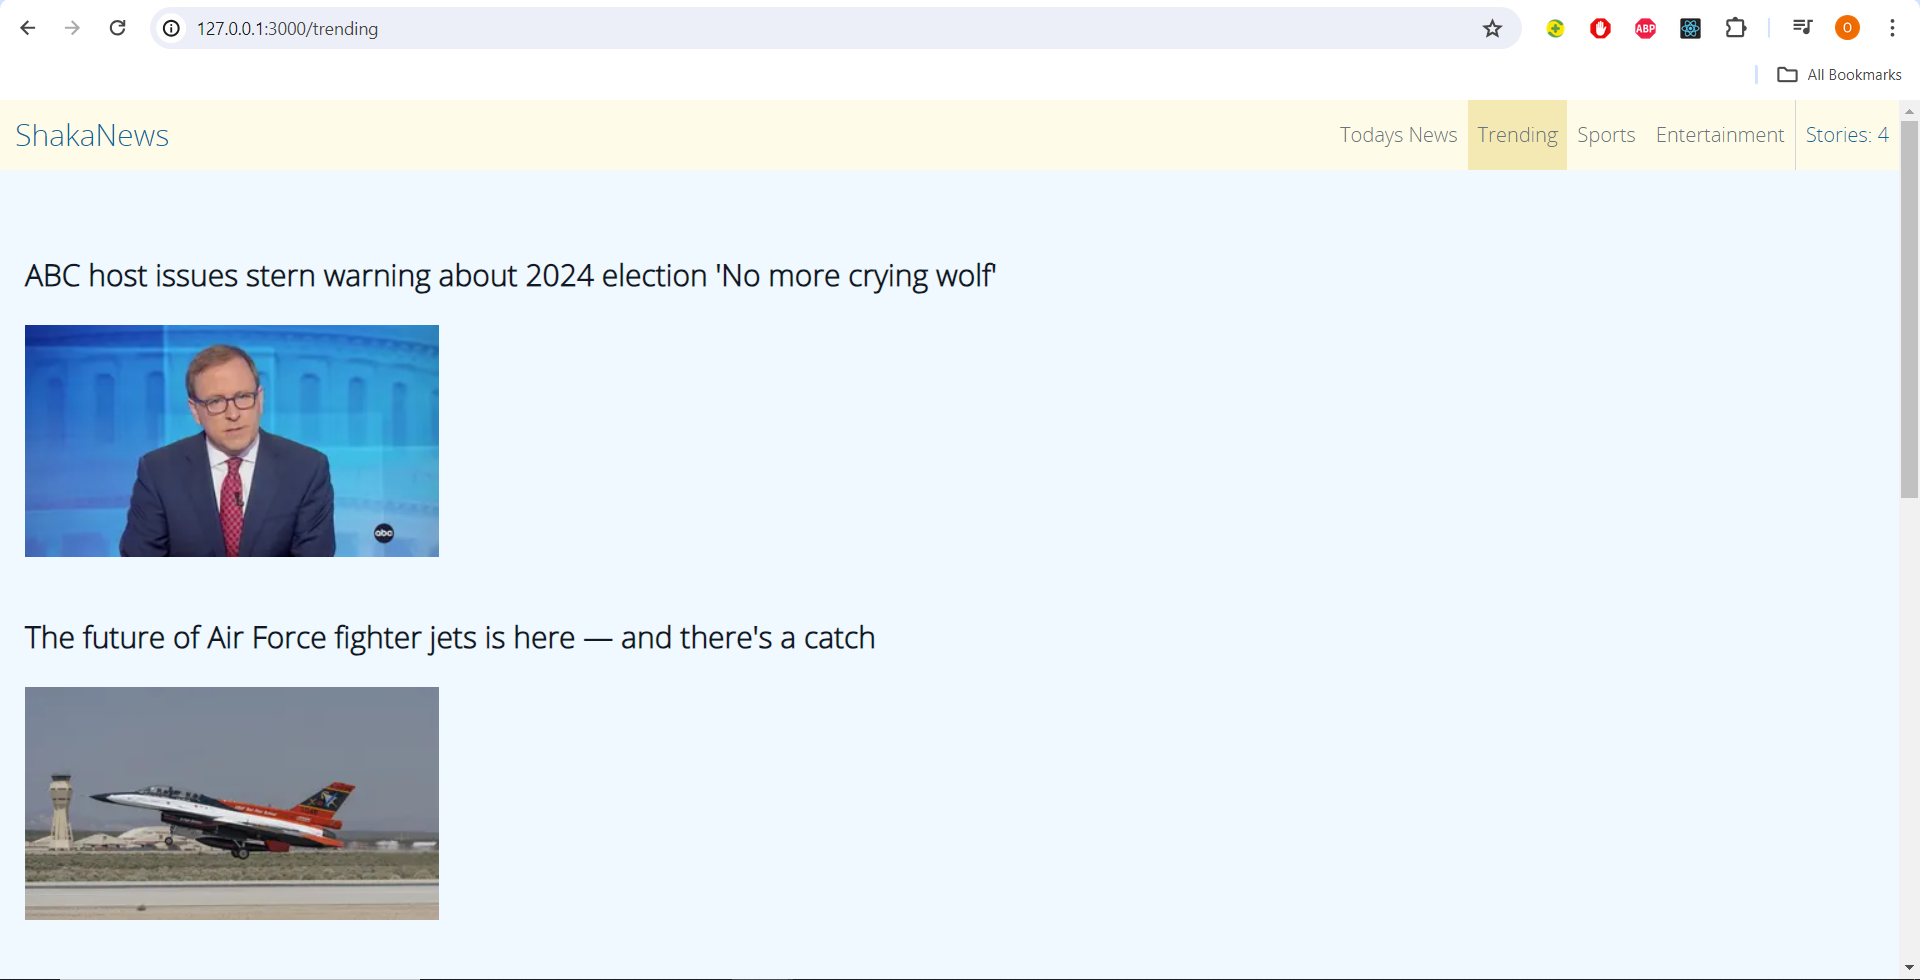 127.0.0.1:3000/trending
ABP
O
All Bookmarks
ShakaNews
Todays News
Trending
Sports
Entertainment
Stories: 4
ABC host issues stern warning about 2024 election 'No more crying wolf'
abc
The future of Air Force fighter jets is here — and there's a catch